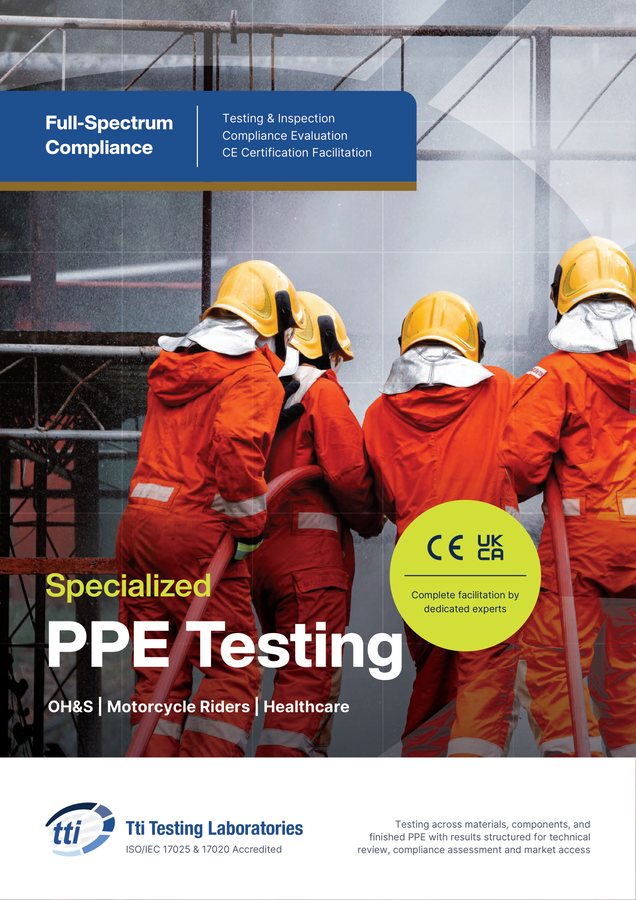 Full-Spectrum
Compliance
Testing & Inspection
Compliance Evaluation
CE Certification Facilitation
CE UK
CA
Complete facilitation by
dedicated experts
Specialized
PPE Testing
OH&S | Motorcycle Riders | Healthcare
tti
Tti Testing Laboratories
ISO/IEC 17025 & 17020 Accredited
Testing across materials, components, and
finished PPE with results structured for technical
review, compliance assessment and market access